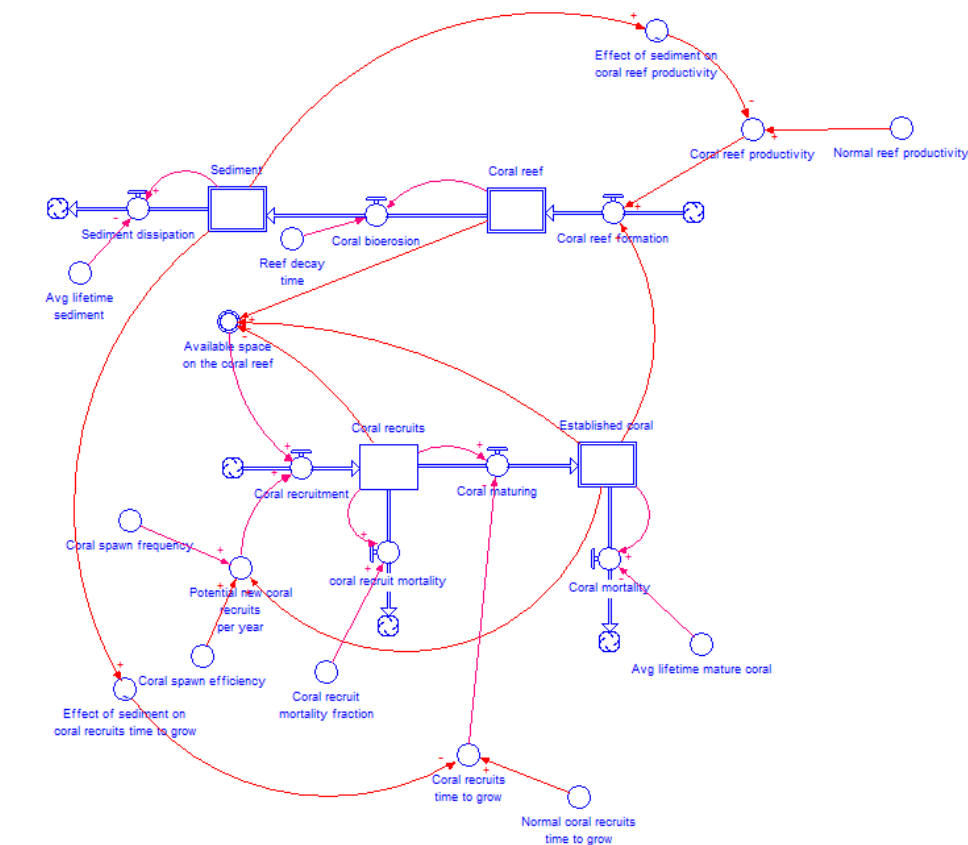 Effect of sediment on
coral reef productivity
Coral reef productivity
Normal reef productivity
Sediment
Coral reef
Sediment dissipation
Coral bioerosion
Coral reef formation
Reef decay
time
Avg lifetime
sediment
Available space
on the coral reef
Coral recruits
Established coral
Coral recruitment
Coral maturing
Coral spawn frequency
Potential new coral
recruits
per year
coral recruit mortality
Coral mortality
Coral spawn efficiency
Avg lifetime mature coral
Coral recruit
mortality fraction
Effect of sediment on
coral recruits time to grow
Coral recruits
time to grow
Normal coral recruits
time to grow